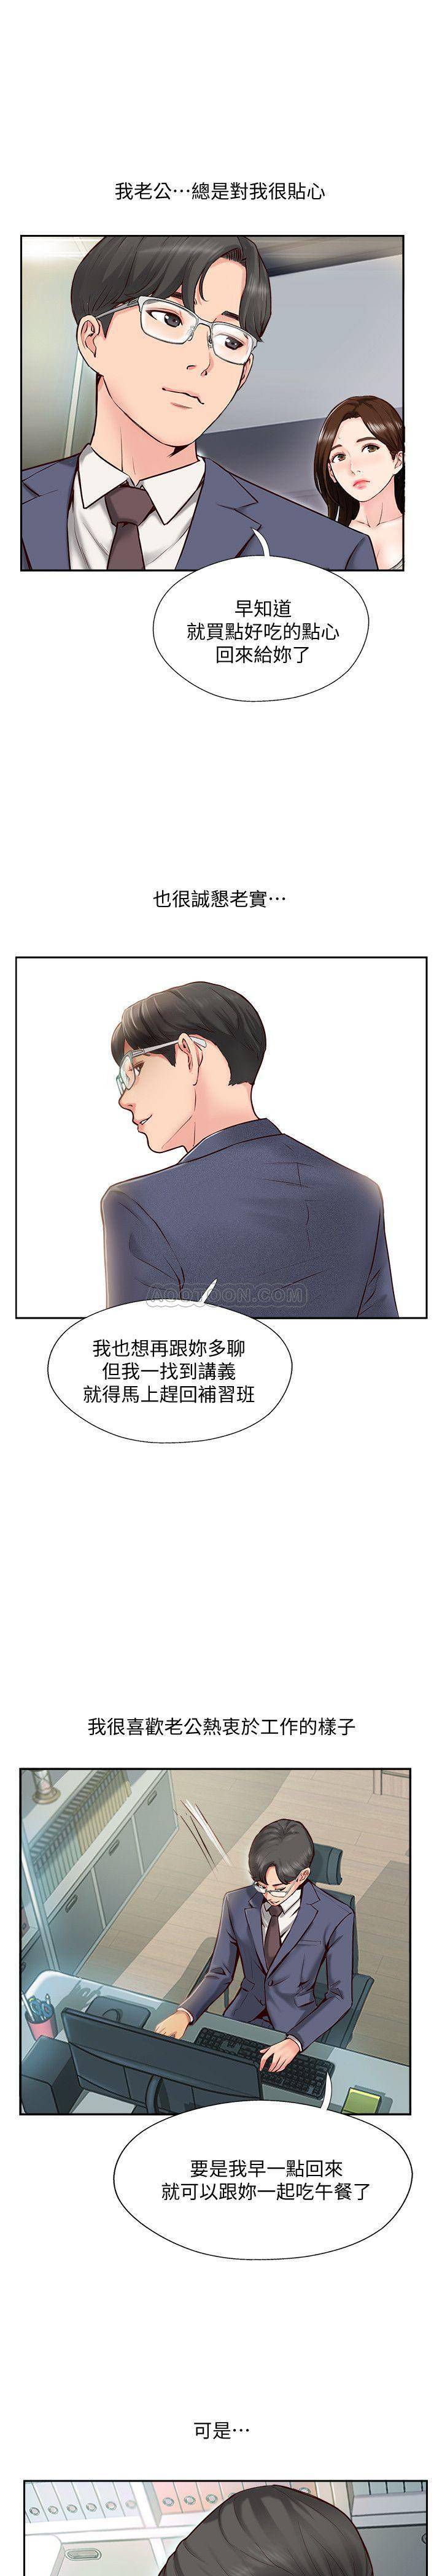 我老公⋯總是對我很貼心
早知道
就買點好吃的點心
回來給妳了
也很誠懇老實⋯
ADDTOON.COM
我也想再跟妳多聊
但我一找到講義
就得馬上趕回補習班
我很喜歡老公熱衷於工作的樣子
要是我早一點回來
就可以跟妳一起吃午餐了
可是⋯